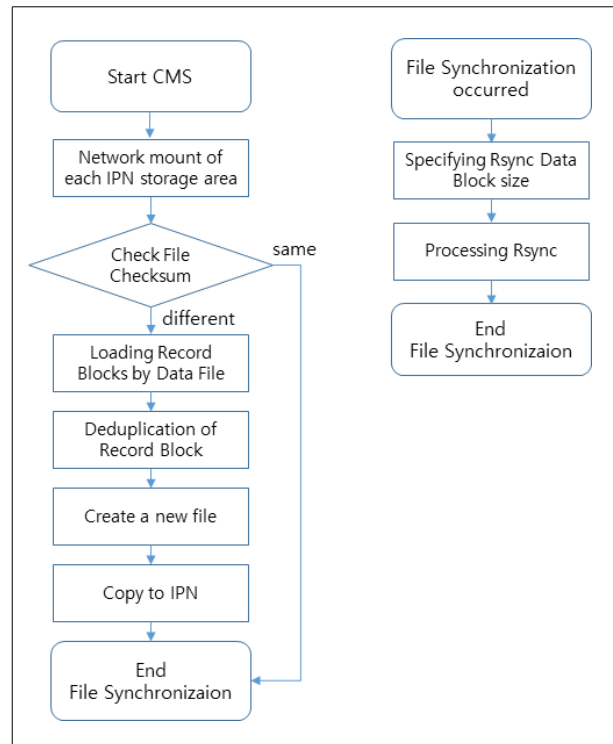 Start CMS
Network mount of
each IPN storage area
Check File
Checksum
same
different
Loading Record
Blocks by Data File
Deduplication of
Record Block
Create a new file
Copy to IPN
End
File Synchronizaion
File Synchronization
occurred
Specifying Rsync Data
Block size
Processing Rsync
End
File Synchronizaion